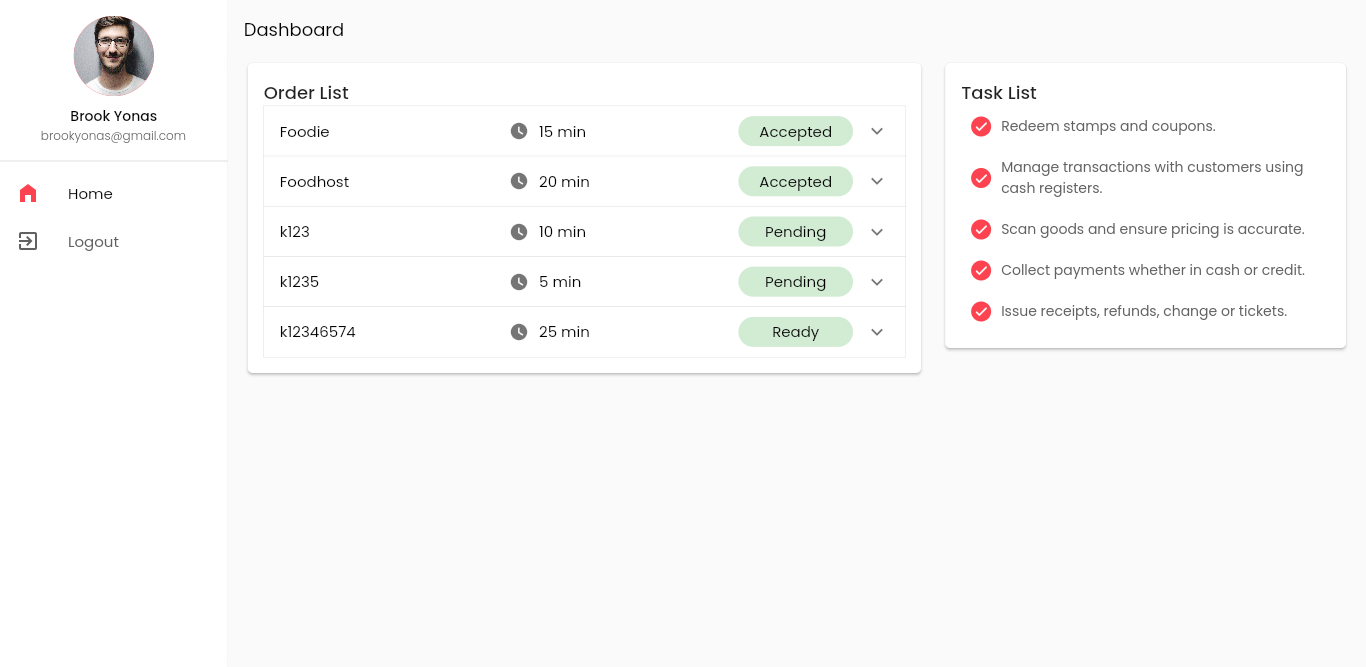 Brook Yonas
brookyonas@gmail.com
Home
Logout
Dashboard
Order List
Foodie 15 min Accepted
Foodhost 20 min Accepted
k123 10 min Pending
k1235 5 min Pending
k12346574 25 min Ready
Task List
Redeem stamps and coupons.
Manage transactions with customers using
cash registers.
Scan goods and ensure pricing is accurate.
Collect payments whether in cash or credit.
Issue receipts, refunds, change or tickets.